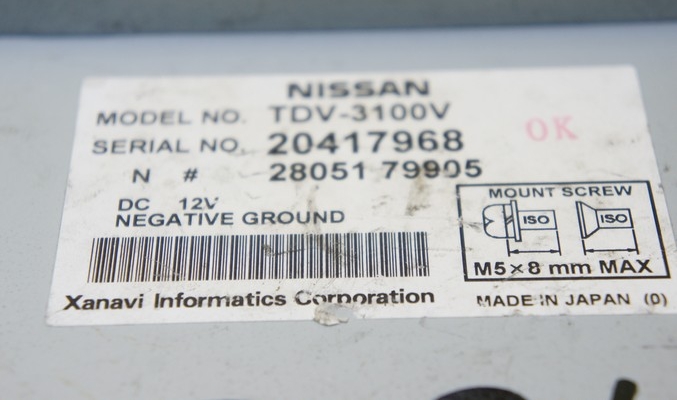 NISSAN
MODEL NO. TDV-3100V
SERIAL NO. 20417968
OK
N # 28051 79905
DC 12V
NEGATIVE GROUND
MOUNT SCREW
ISO ISO
M5×8 mm MAX
Xanavi Informatics Corporation
MADE IN JAPAN (0)